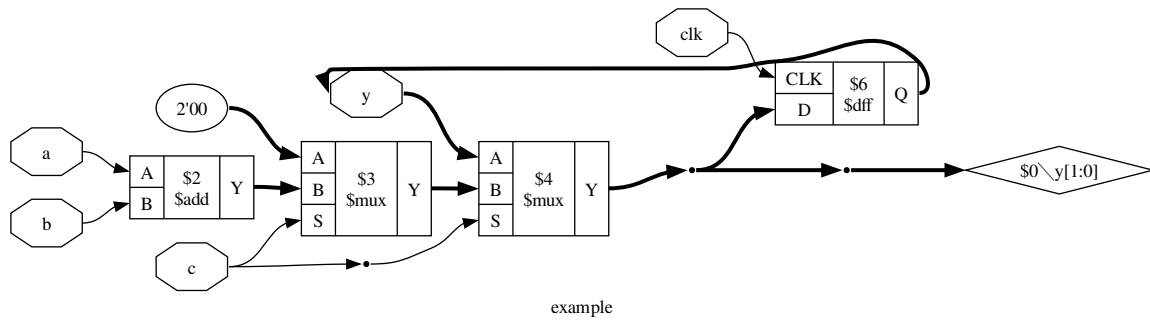 clk
CLK
D
$6
$dff
Q
y
2'00
a
b
A
B
$2
$add
Y
A
B
S
$3
$mux
Y
A
B
S
$4
$mux
Y
$0\y[1:0]
c
example